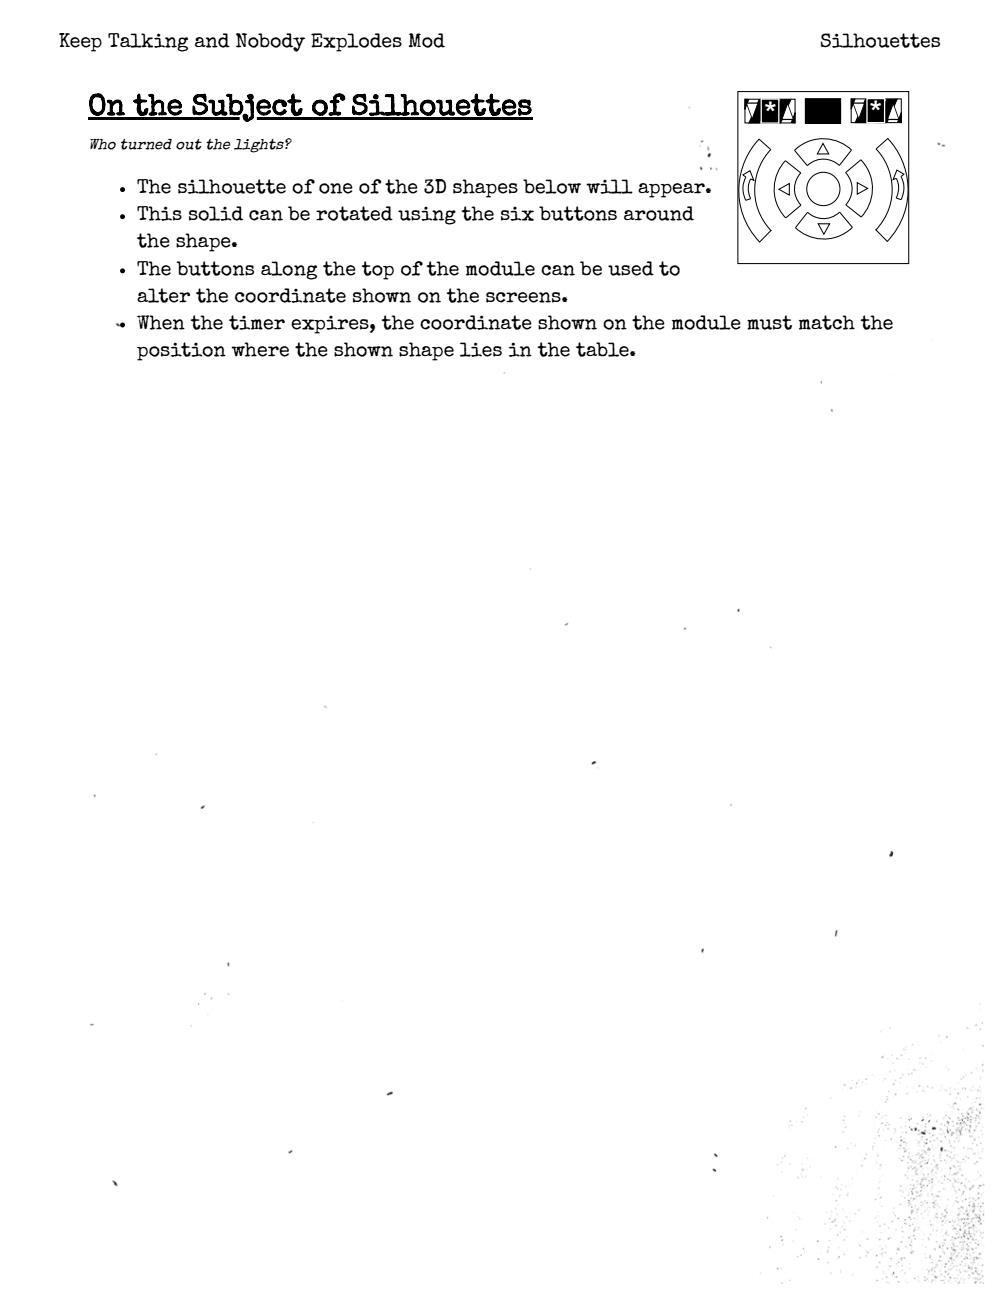 Keep Talking and Nobody Explodes Mod
Silhouettes
On the Subject of Silhouettes
Who turned out the lights?
• The silhouette of one of the 3D shapes below will appear.
• This solid can be rotated using the six buttons around
the shape.
• The buttons along the top of the module can be used to
alter the coordinate shown on the screens.
• When the timer expires, the coordinate shown on the module must match the
position where the shown shape lies in the table.